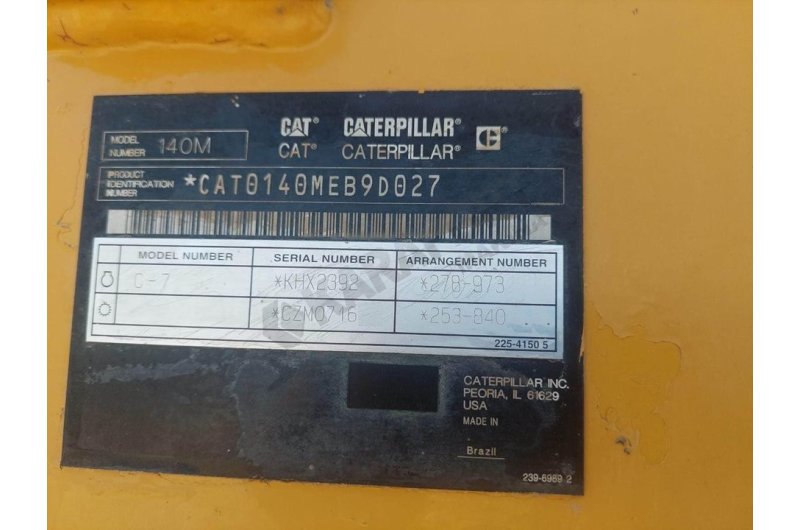 CAT® CATERPILLAR®
MODEL NUMBER 140M CAT® CATERPILLAR®
PRODUCT IDENTIFICATION NUMBER *CAT0140MEB9D027
MODEL NUMBER SERIAL NUMBER ARRANGEMENT NUMBER
C-7 *KHX2392 *278-973
*CZM0716 *253-840
225-4150 5
CATERPILLAR INC.
PEORIA, IL 61629
USA
MADE IN
Brazil
239-6989 2